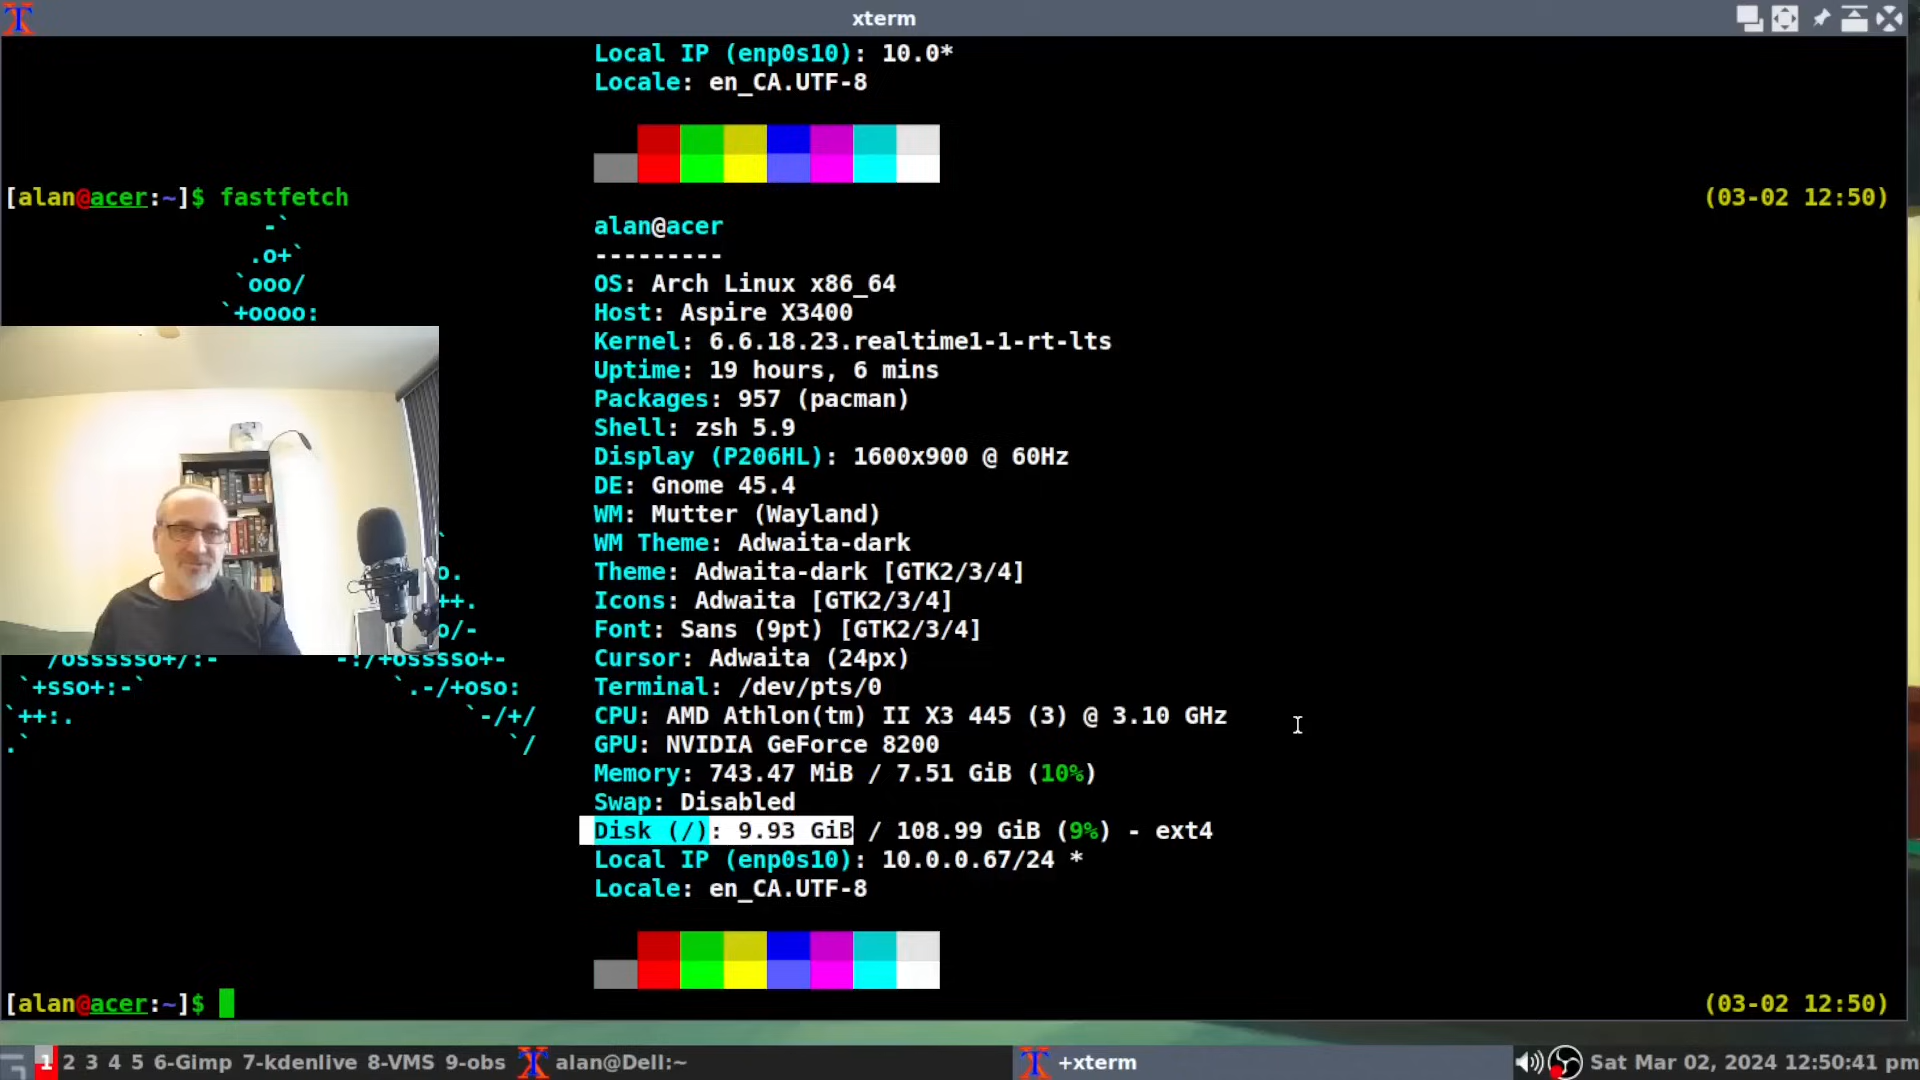 xterm
Local IP (enp0s10): 10.0*
Locale: en_CA.UTF-8
[alan@acer:~]$ fastfetch (03-02 12:50)
-`
.o+`
`ooo/
`+oooo:
alan@acer
---------
OS: Arch Linux x86_64
Host: Aspire X3400
Kernel: 6.6.18.23.realtime1-1-rt-lts
Uptime: 19 hours, 6 mins
Packages: 957 (pacman)
Shell: zsh 5.9
Display (P206HL): 1600x900 @ 60Hz
DE: Gnome 45.4
WM: Mutter (Wayland)
WM Theme: Adwaita-dark
o. Theme: Adwaita-dark [GTK2/3/4]
++. Icons: Adwaita [GTK2/3/4]
o/- Font: Sans (9pt) [GTK2/3/4]
/ossssso+/:- -:/+osssso+- Cursor: Adwaita (24px)
`+sso+:-` `.-/+oso: Terminal: /dev/pts/0
`++:. `-/+/ CPU: AMD Athlon(tm) II X3 445 (3) @ 3.10 GHz
.` `/ GPU: NVIDIA GeForce 8200
Memory: 743.47 MiB / 7.51 GiB (10%)
Swap: Disabled
Disk (/): 9.93 GiB / 108.99 GiB (9%) - ext4
Local IP (enp0s10): 10.0.0.67/24 *
Locale: en_CA.UTF-8
[alan@acer:~]$ (03-02 12:50)
1 2 3 4 5 6-Gimp 7-kdenlive 8-VMS 9-obs alan@Dell:~ +xterm Sat Mar 02, 2024 12:50:41 pm